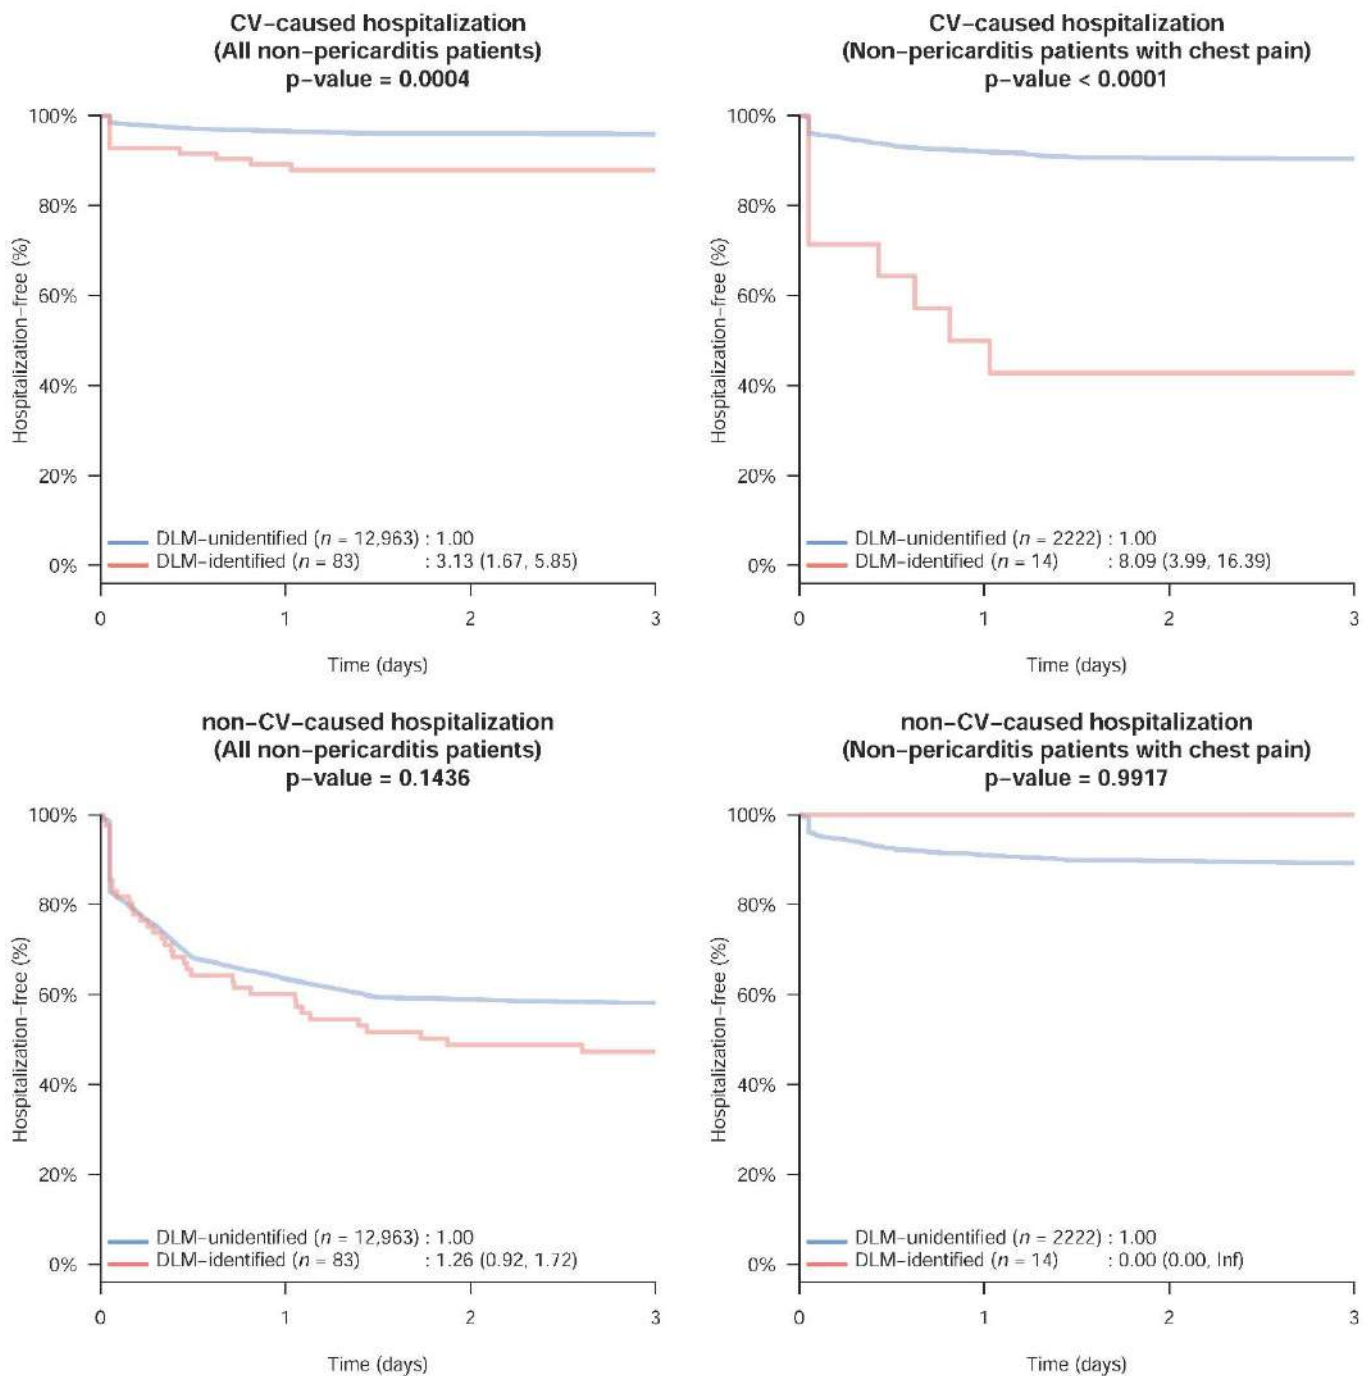 CV-caused hospitalization
(All non-pericarditis patients)
p-value = 0.0004
100%
80%
60%
40%
20%
0%
Hospitalization-free (%)
DLM-unidentified (n = 12,963) : 1.00
DLM-identified (n = 83) : 3.13 (1.67, 5.85)
0 1 2 3
Time (days)
CV-caused hospitalization
(Non-pericarditis patients with chest pain)
p-value < 0.0001
100%
80%
60%
40%
20%
0%
Hospitalization-free (%)
DLM-unidentified (n = 2222) : 1.00
DLM-identified (n = 14) : 8.09 (3.99, 16.39)
0 1 2 3
Time (days)
non-CV-caused hospitalization
(All non-pericarditis patients)
p-value = 0.1436
100%
80%
60%
40%
20%
0%
Hospitalization-free (%)
DLM-unidentified (n = 12,963) : 1.00
DLM-identified (n = 83) : 1.26 (0.92, 1.72)
0 1 2 3
Time (days)
non-CV-caused hospitalization
(Non-pericarditis patients with chest pain)
p-value = 0.9917
100%
80%
60%
40%
20%
0%
Hospitalization-free (%)
DLM-unidentified (n = 2222) : 1.00
DLM-identified (n = 14) : 0.00 (0.00, Inf)
0 1 2 3
Time (days)